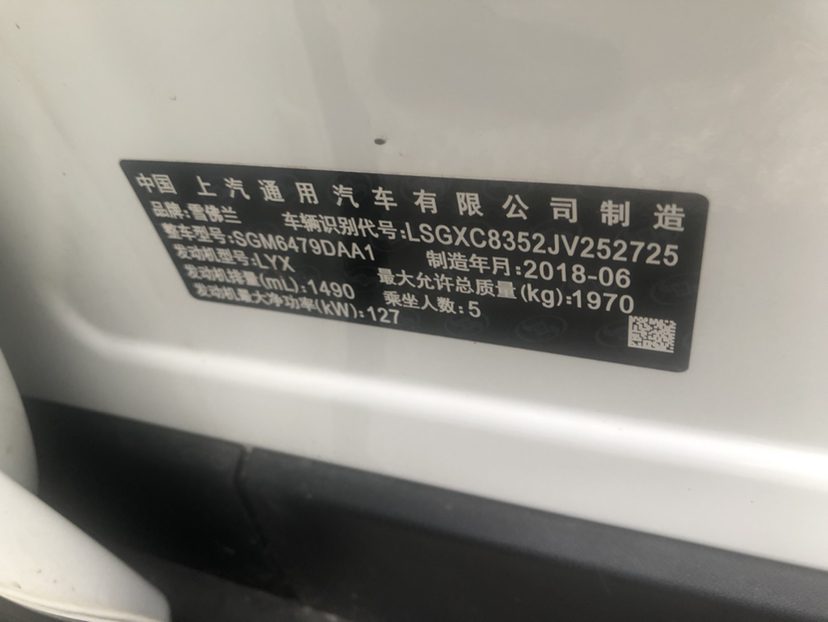 中国 上汽通用汽车有限公司制造
品牌:雪佛兰 车辆识别代号:LSGXC8352JV252725
整车型号:SGM6479DAA1 制造年月:2018-06
发动机型号:LYX 最大允许总质量(kg):1970
发动机排量(mL):1490 乘坐人数:5
发动机最大净功率(kW):127